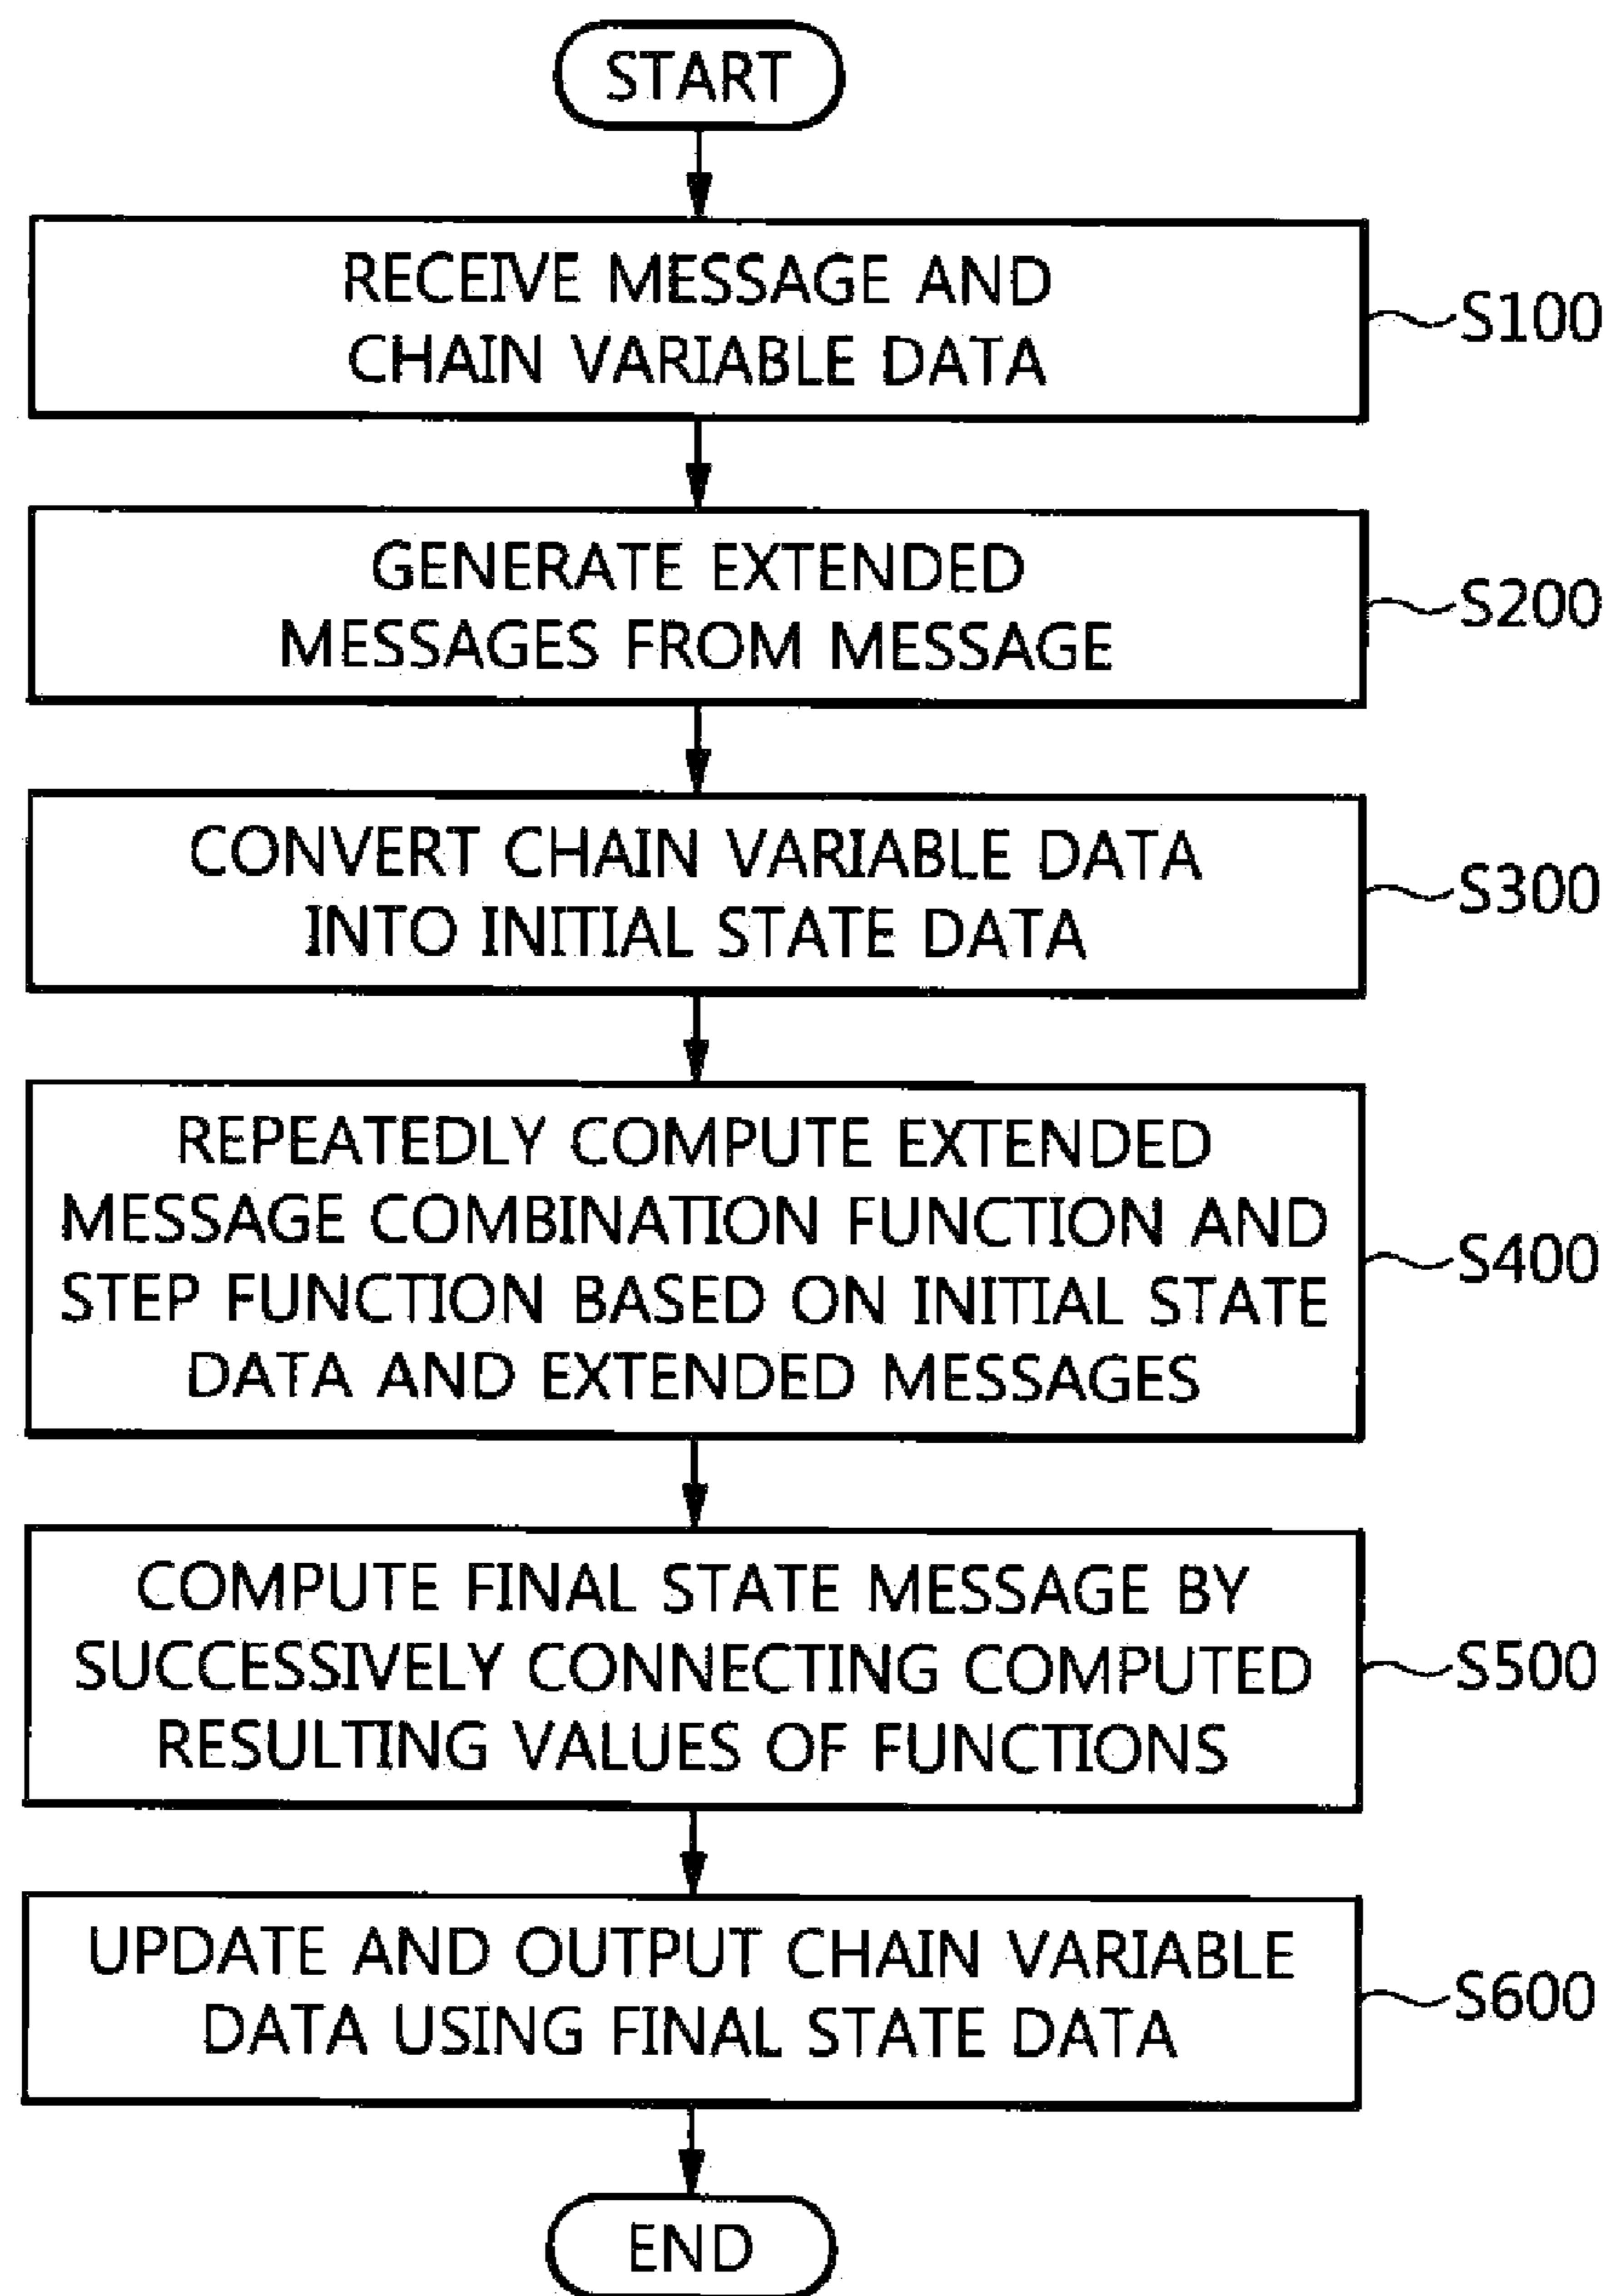 START
RECEIVE MESSAGE AND
CHAIN VARIABLE DATA
S100
GENERATE EXTENDED
MESSAGES FROM MESSAGE
S200
CONVERT CHAIN VARIABLE DATA
INTO INITIAL STATE DATA
S300
REPEATEDLY COMPUTE EXTENDED
MESSAGE COMBINATION FUNCTION AND
STEP FUNCTION BASED ON INITIAL STATE
DATA AND EXTENDED MESSAGES
S400
COMPUTE FINAL STATE MESSAGE BY
SUCCESSIVELY CONNECTING COMPUTED
RESULTING VALUES OF FUNCTIONS
S500
UPDATE AND OUTPUT CHAIN VARIABLE
DATA USING FINAL STATE DATA
S600
END